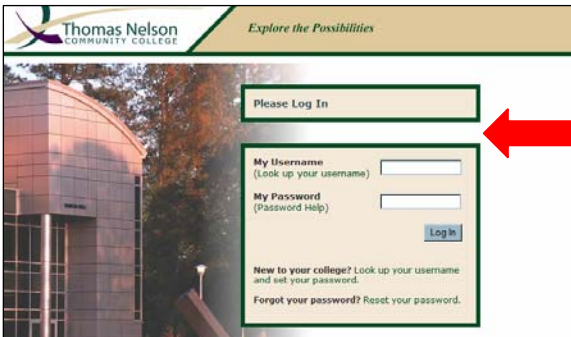 Thomas Nelson
COMMUNITY COLLEGE
Explore the Possibilities
Please Log In
My Username
(Look up your username)
My Password
(Password Help)
Log In
New to your college? Look up your username
and set your password.
Forgot your password? Reset your password.